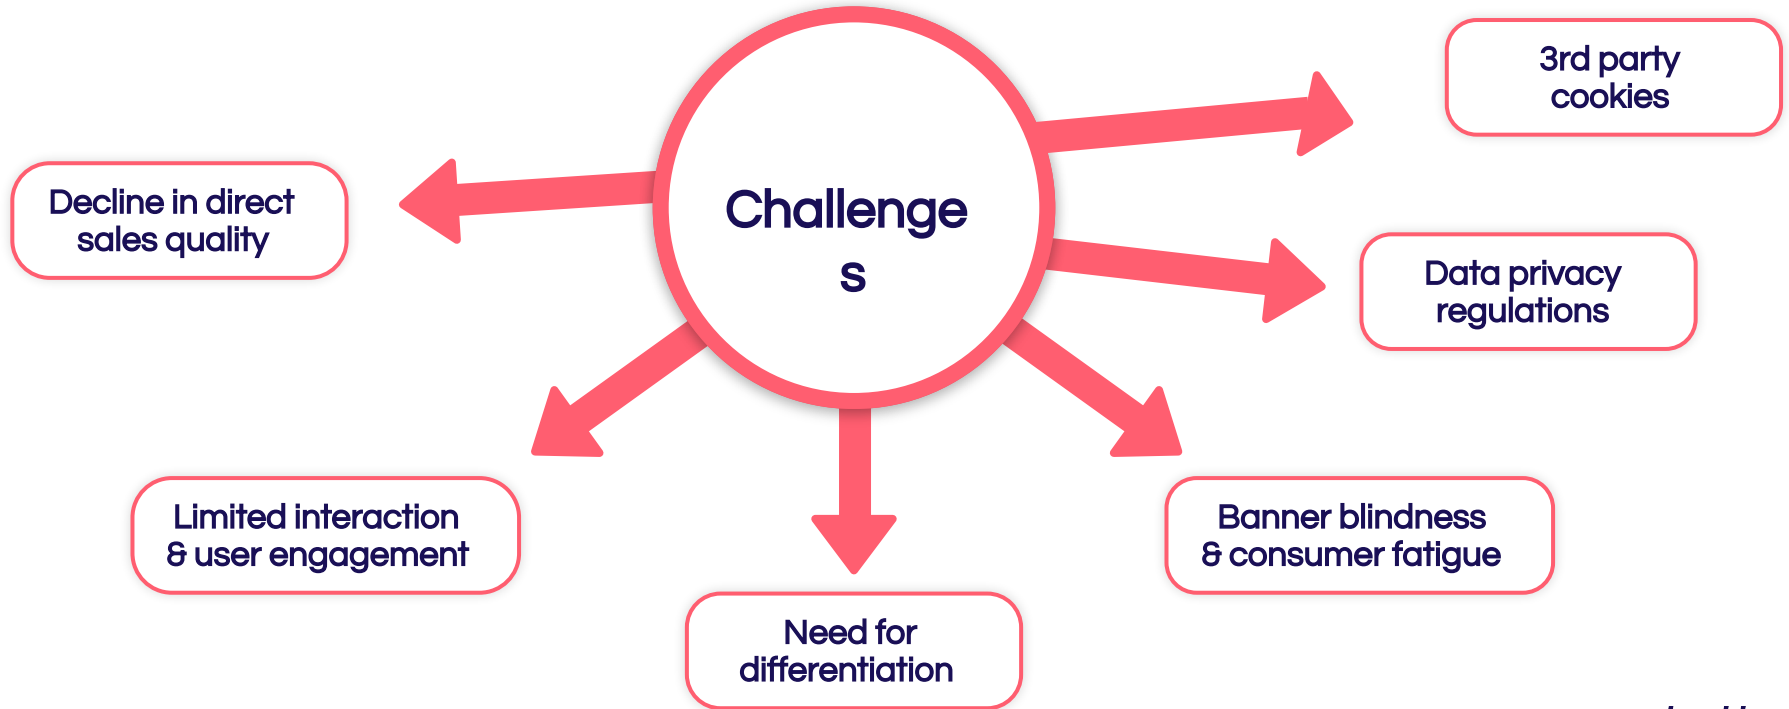 3rd party
cookies
Decline in direct
sales quality
Challenge
s
Data privacy
regulations
Limited interaction
& user engagement
Banner blindness
& consumer fatigue
Need for
differentiation